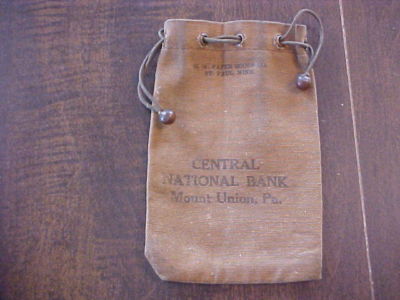 ST. PAUL, MINN.
CENTRAL
NATIONAL BANK
Mount Union, Pa.